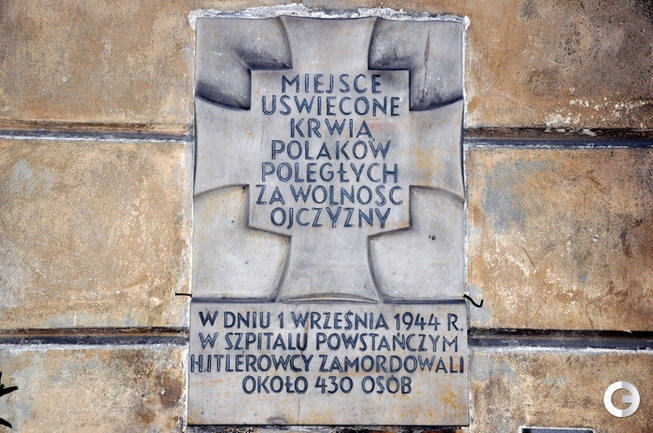 MIEJSCE
UŚWIĘCONE
KRWIĄ
POLAKÓW
POLEGŁYCH
ZA WOLNOŚĆ
OJCZYZNY
W DNIU 1 WRZEŚNIA 1944 R.
W SZPITALU POWSTAŃCZYM
HITLEROWCY ZAMORDOWALI
OKOŁO 430 OSÓB